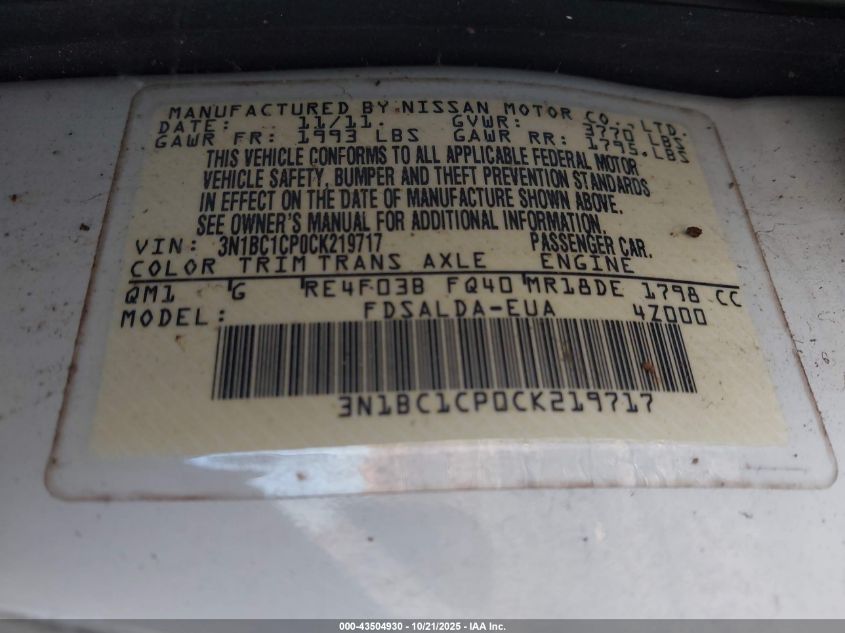 MANUFACTURED BY NISSAN MOTOR CO., LTD.
DATE: 11/11. GVWR: 3770 LBS
GAWR FR: 1993 LBS GAWR RR: 1795.LBS
THIS VEHICLE CONFORMS TO ALL APPLICABLE FEDERAL MOTOR
VEHICLE SAFETY, BUMPER AND THEFT PREVENTION STANDARDS
IN EFFECT ON THE DATE OF MANUFACTURE SHOWN ABOVE.
SEE OWNER'S MANUAL FOR ADDITIONAL INFORMATION.
VIN: 3N1BC1CP0CK219717 PASSENGER CAR.
COLOR TRIM TRANS AXLE ENGINE
QM1 G RE4F03B FQ40 MR18DE 1798 CC
MODEL: FDSALDA-EUA 4Z000
3N1BC1CP0CK219717
000-43504930 - 10/21/2025 - IAA Inc.